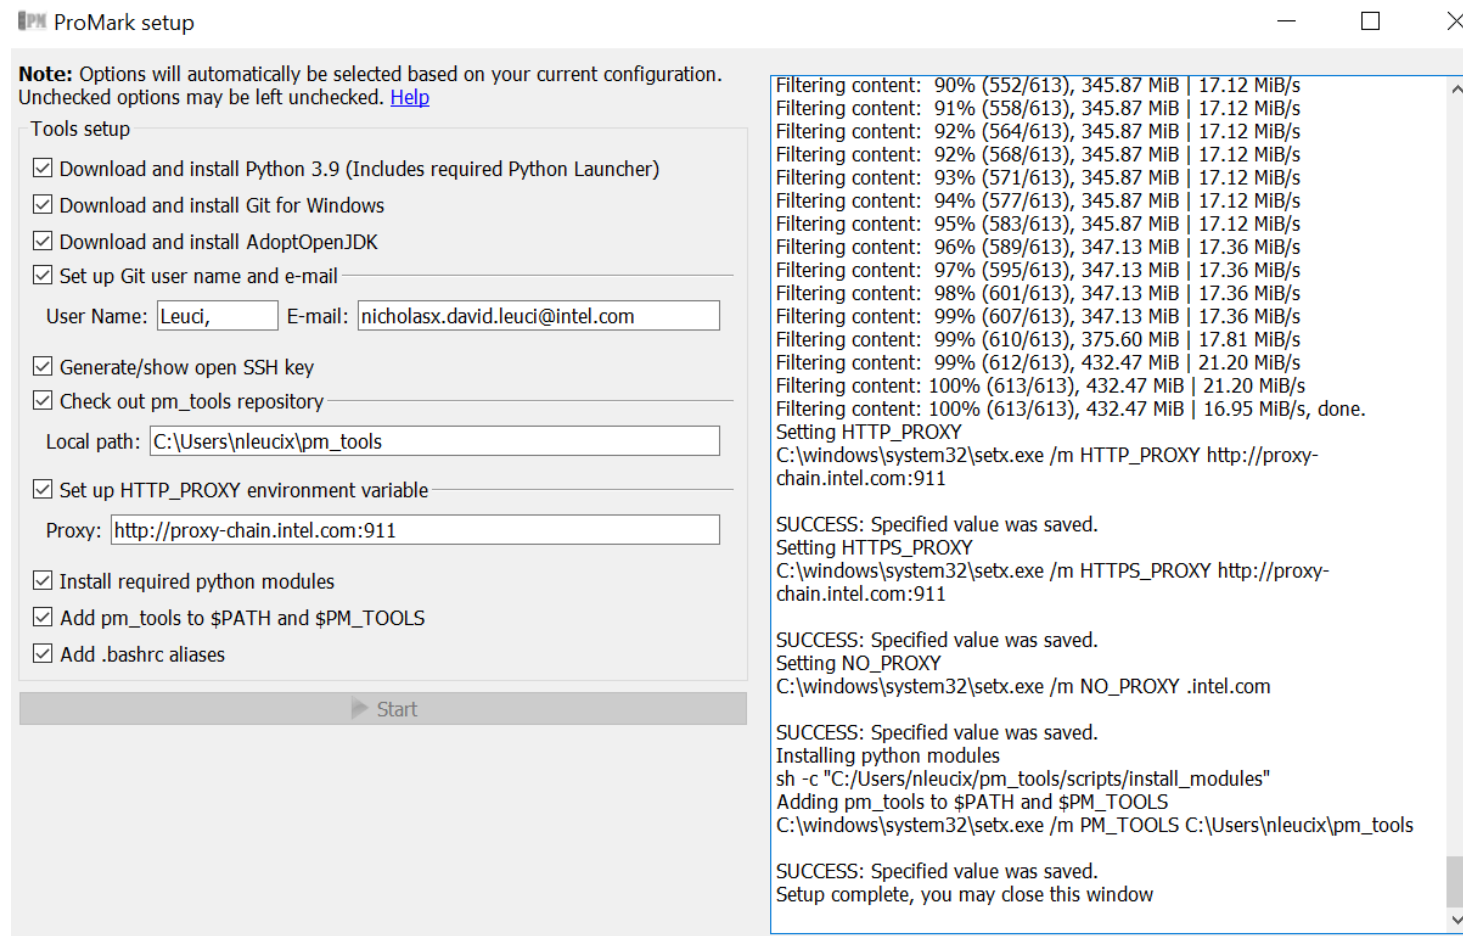 PM ProMark setup
Note: Options will automatically be selected based on your current configuration.
Unchecked options may be left unchecked. Help
Tools setup
Download and install Python 3.9 (Includes required Python Launcher)
Download and install Git for Windows
Download and install AdoptOpenJDK
Set up Git user name and e-mail
User Name: Leuci, E-mail: nicholasx.david.leuci@intel.com
Generate/show open SSH key
Check out pm_tools repository
Local path: C:\Users\nleucix\pm_tools
Set up HTTP_PROXY environment variable
Proxy: http://proxy-chain.intel.com:911
Install required python modules
Add pm_tools to $PATH and $PM_TOOLS
Add .bashrc aliases
Start
Filtering content:  90% (552/613), 345.87 MiB | 17.12 MiB/s
Filtering content:  91% (558/613), 345.87 MiB | 17.12 MiB/s
Filtering content:  92% (564/613), 345.87 MiB | 17.12 MiB/s
Filtering content:  92% (568/613), 345.87 MiB | 17.12 MiB/s
Filtering content:  93% (571/613), 345.87 MiB | 17.12 MiB/s
Filtering content:  94% (577/613), 345.87 MiB | 17.12 MiB/s
Filtering content:  95% (583/613), 345.87 MiB | 17.12 MiB/s
Filtering content:  96% (589/613), 347.13 MiB | 17.36 MiB/s
Filtering content:  97% (595/613), 347.13 MiB | 17.36 MiB/s
Filtering content:  98% (601/613), 347.13 MiB | 17.36 MiB/s
Filtering content:  99% (607/613), 347.13 MiB | 17.36 MiB/s
Filtering content:  99% (610/613), 375.60 MiB | 17.81 MiB/s
Filtering content:  99% (612/613), 432.47 MiB | 21.20 MiB/s
Filtering content: 100% (613/613), 432.47 MiB | 21.20 MiB/s
Filtering content: 100% (613/613), 432.47 MiB | 16.95 MiB/s, done.
Setting HTTP_PROXY
C:\windows\system32\setx.exe /m HTTP_PROXY http://proxy-
chain.intel.com:911
SUCCESS: Specified value was saved.
Setting HTTPS_PROXY
C:\windows\system32\setx.exe /m HTTPS_PROXY http://proxy-
chain.intel.com:911
SUCCESS: Specified value was saved.
Setting NO_PROXY
C:\windows\system32\setx.exe /m NO_PROXY .intel.com
SUCCESS: Specified value was saved.
Installing python modules
sh -c "C:/Users/nleucix/pm_tools/scripts/install_modules"
Adding pm_tools to $PATH and $PM_TOOLS
C:\windows\system32\setx.exe /m PM_TOOLS C:\Users\nleucix\pm_tools
SUCCESS: Specified value was saved.
Setup complete, you may close this window